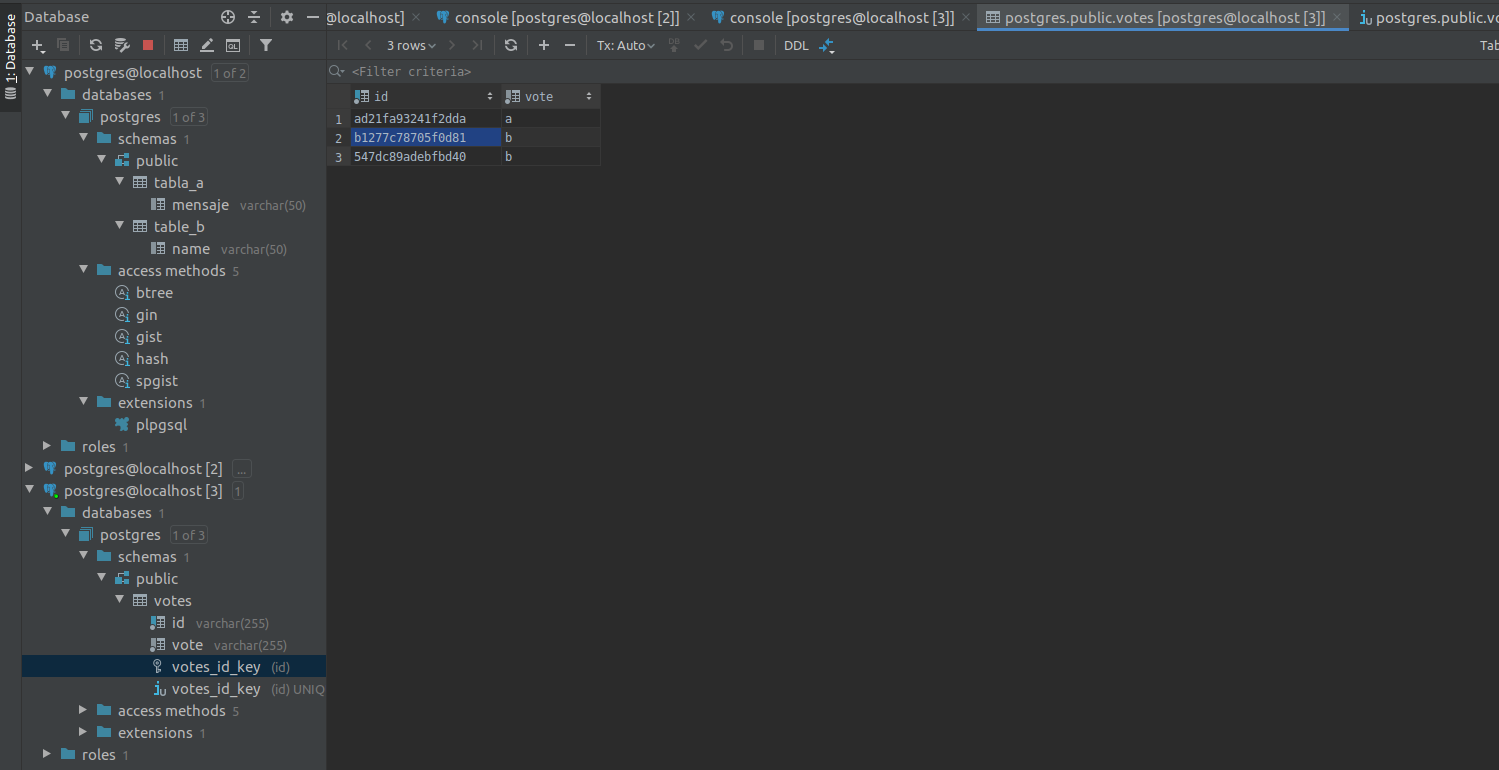 1: Database
Database
@localhost]
console [postgres@localhost [2]]
console [postgres@localhost [3]]
postgres.public.votes [postgres@localhost [3]]
postgres.public.vo
QL
3 rows
Tx: Auto
DB
DDL
Tab
<Filter criteria>
id
vote
1 ad21fa93241f2dda a
2 b1277c78705f0d81 b
3 547dc89adebfbd40 b
postgres@localhost 1 of 2
databases 1
postgres 1 of 3
schemas 1
public
tabla_a
mensaje varchar(50)
table_b
name varchar(50)
access methods 5
btree
gin
gist
hash
spgist
extensions 1
plpgsql
roles 1
postgres@localhost [2] ...
postgres@localhost [3] 1
databases 1
postgres 1 of 3
schemas 1
public
votes
id varchar(255)
vote varchar(255)
votes_id_key (id)
votes_id_key (id) UNIQ
access methods 5
extensions 1
roles 1